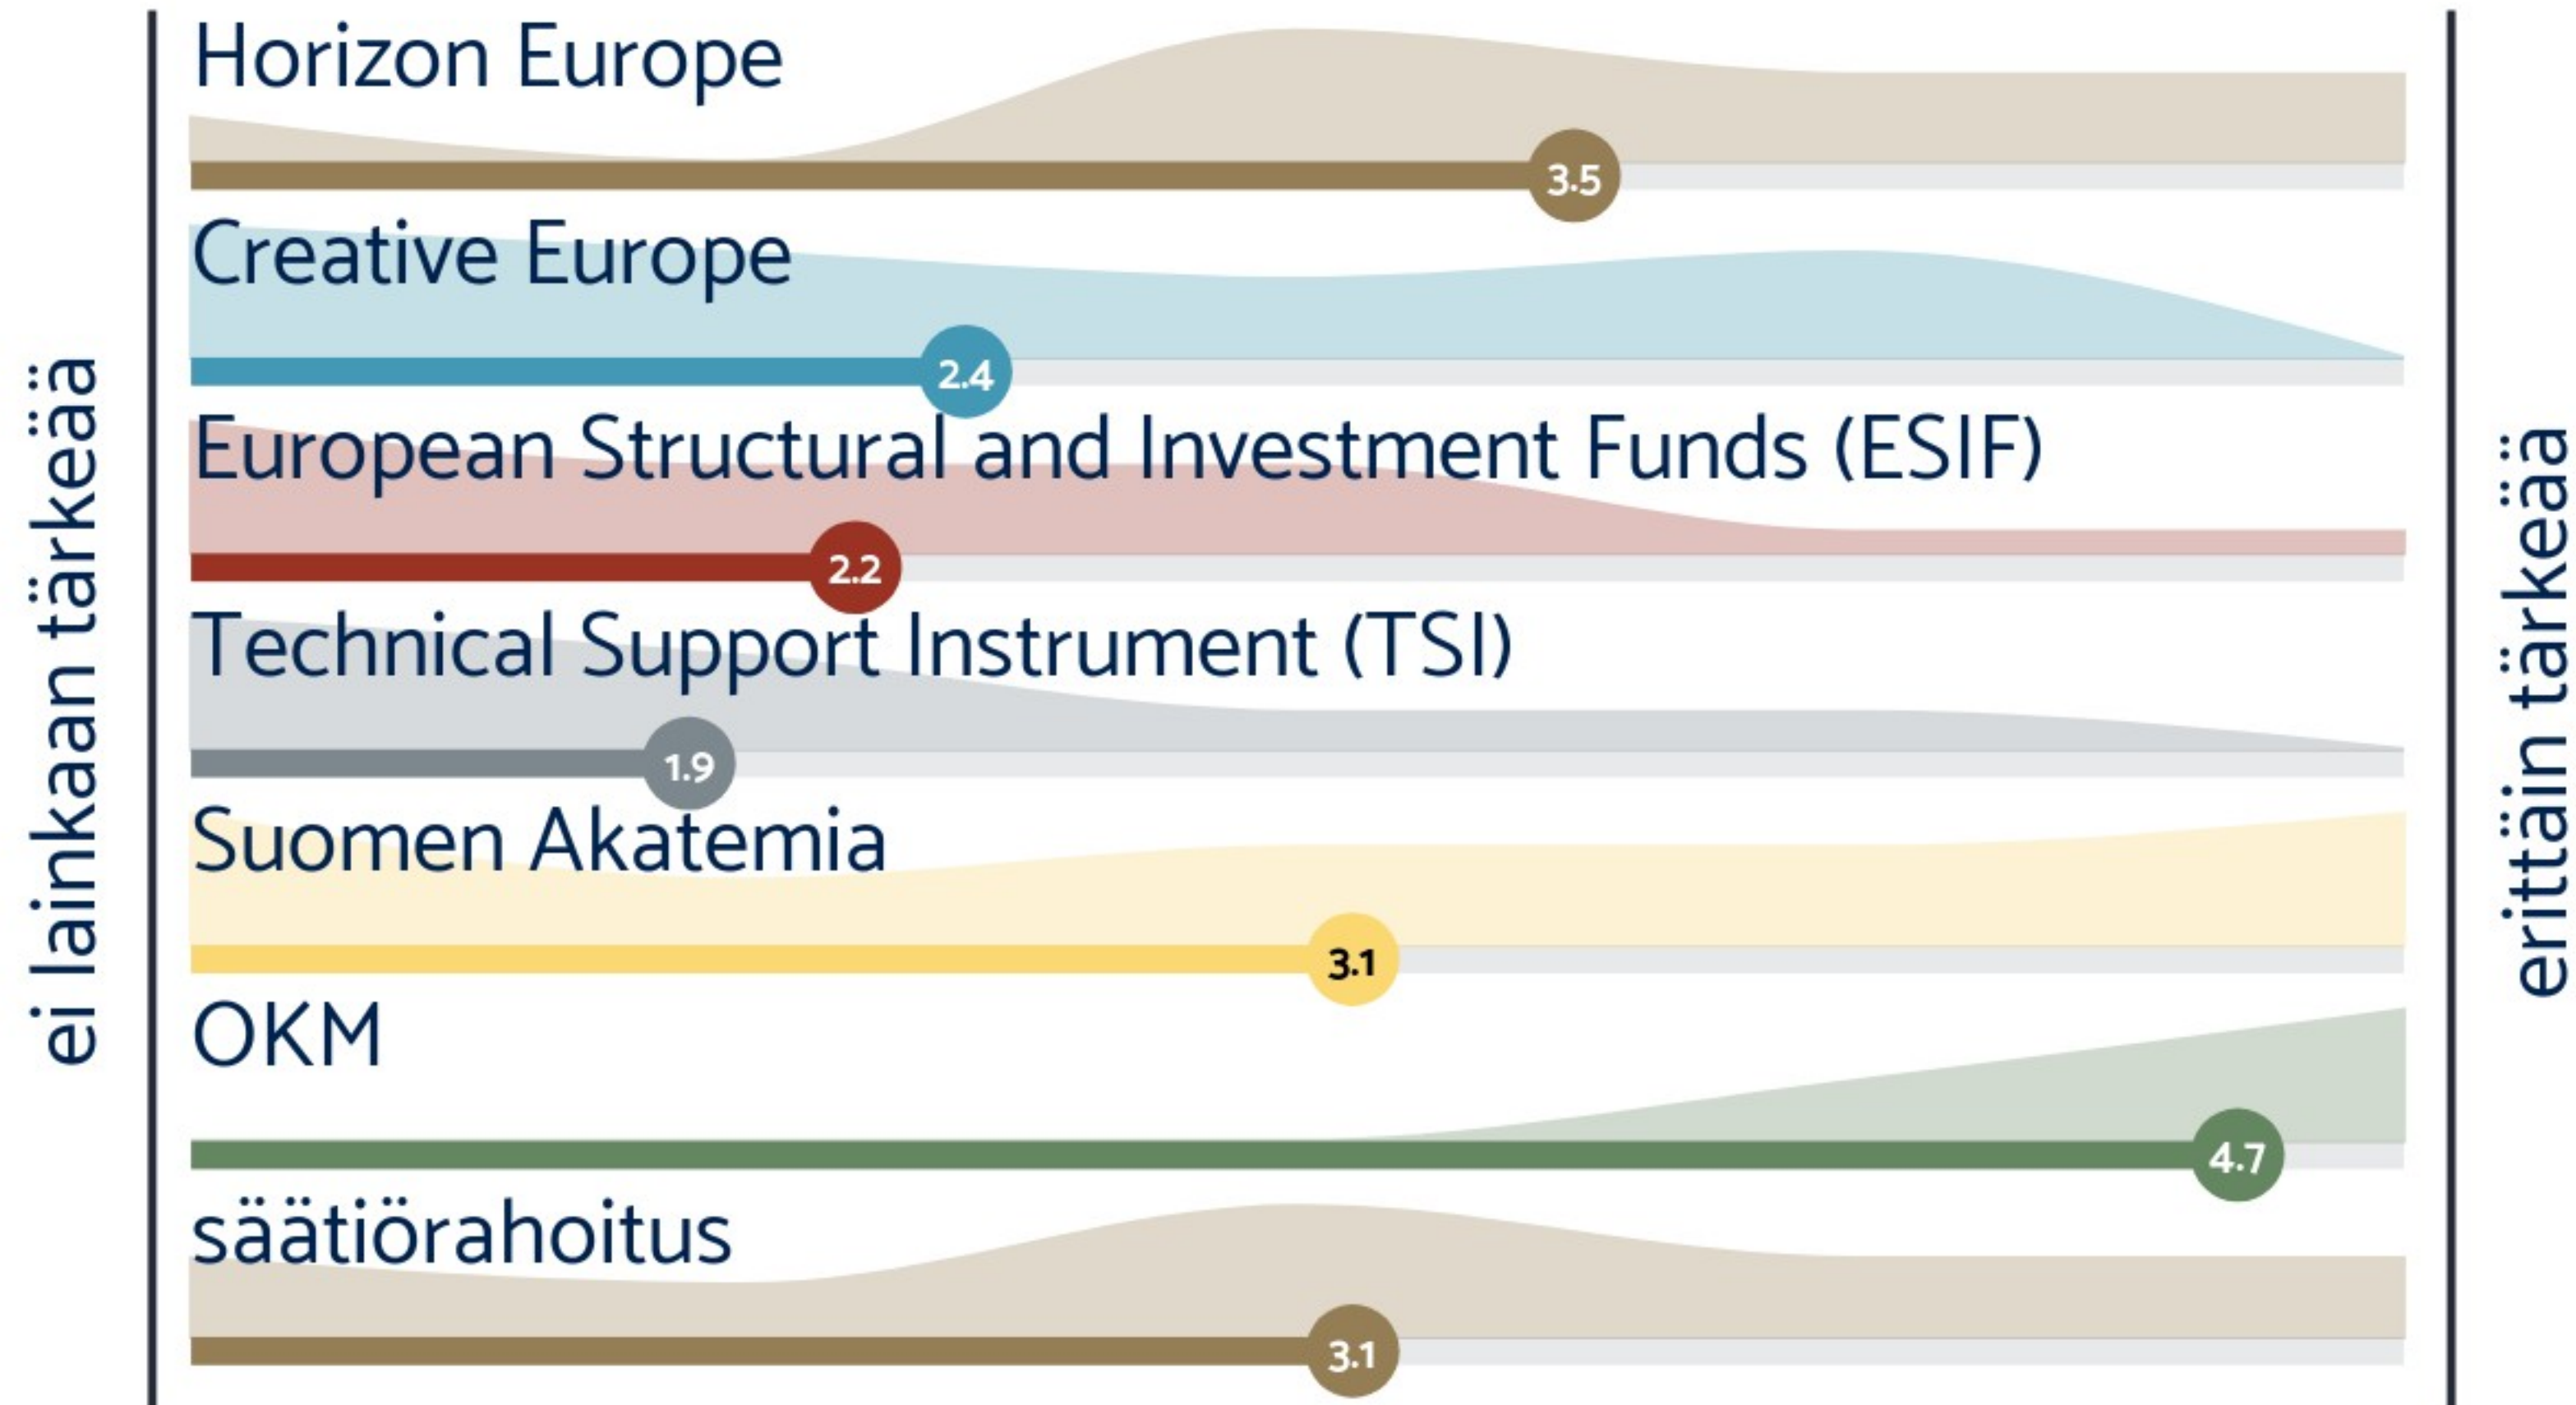 ei lainkaan tärkeää
Horizon Europe
3.5
Creative Europe
2.4
European Structural and Investment Funds (ESIF)
2.2
Technical Support Instrument (TSI)
1.9
Suomen Akatemia
3.1
OKM
4.7
säätiörahoitus
3.1
erittäin tärkeää